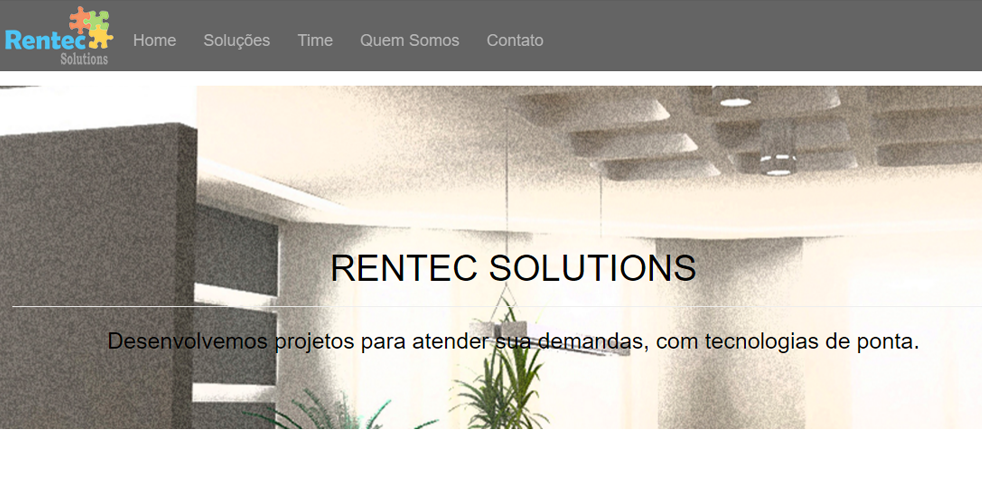 Rentec
Solutions
Home Soluções Time Quem Somos Contato
RENTEC SOLUTIONS
Desenvolvemos projetos para atender sua demandas, com tecnologias de ponta.